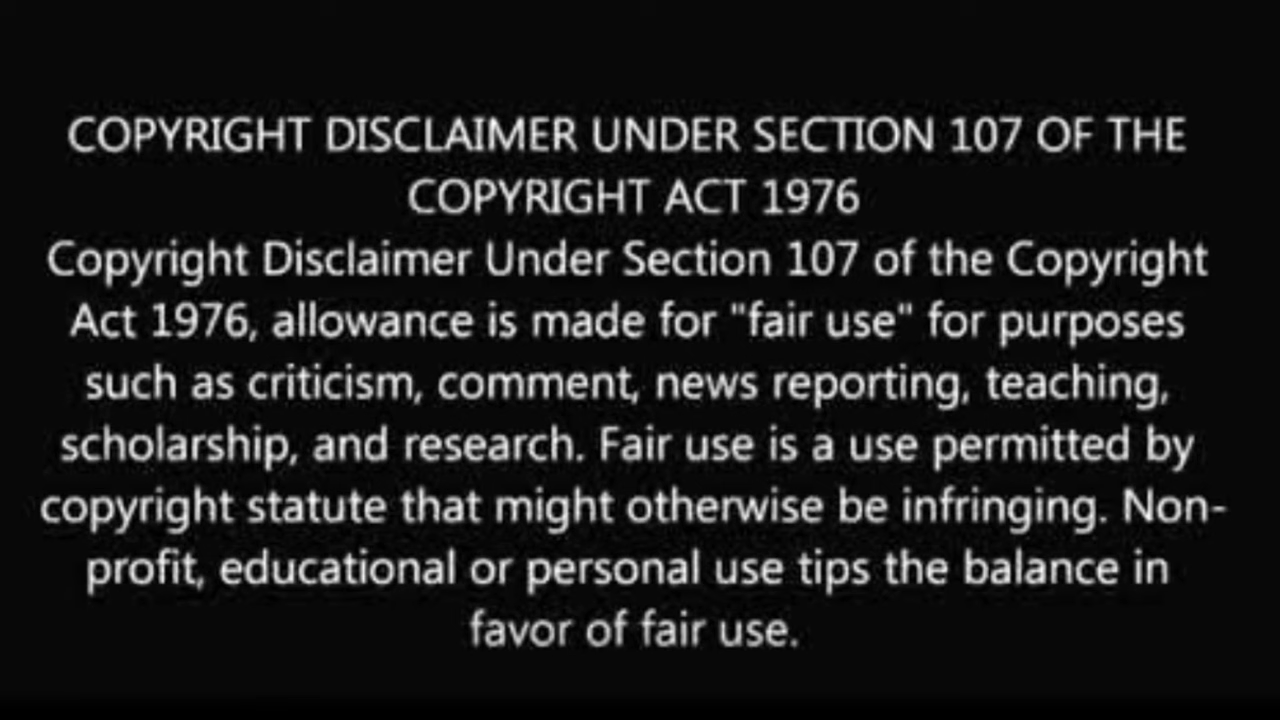 COPYRIGHT DISCLAIMER UNDER SECTION 107 OF THE
COPYRIGHT ACT 1976
Copyright Disclaimer Under Section 107 of the Copyright
Act 1976, allowance is made for "fair use" for purposes
such as criticism, comment, news reporting, teaching,
scholarship, and research. Fair use is a use permitted by
copyright statute that might otherwise be infringing. Non-
profit, educational or personal use tips the balance in
favor of fair use.